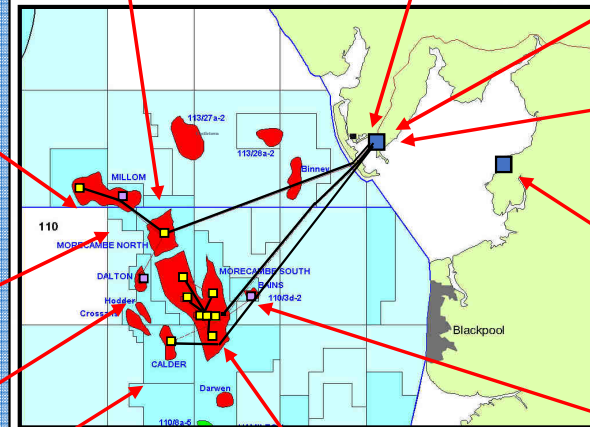 113/27a-2
113/26a-2
Binney
MILLOM
110
MORECAMBE NORTH
DALTON
MORECAMBE SOUTH
BAINS
110/3d-2
Hodder
Crossans
Blackpool
CALDER
Darwen
110/8a-5